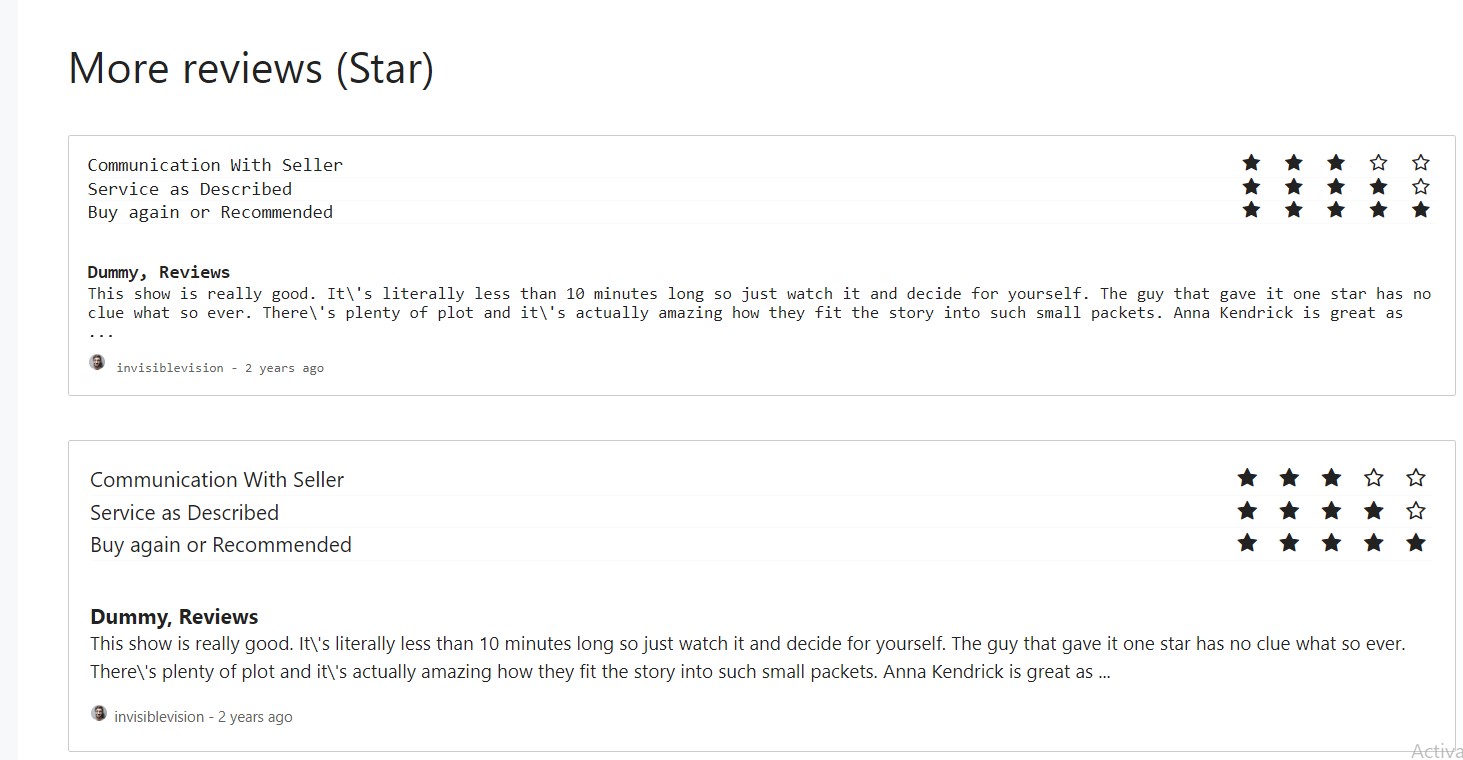 More reviews (Star)
Communication With Seller
Service as Described
Buy again or Recommended
Dummy, Reviews
This show is really good. It\'s literally less than 10 minutes long so just watch it and decide for yourself. The guy that gave it one star has no
clue what so ever. There\'s plenty of plot and it\'s actually amazing how they fit the story into such small packets. Anna Kendrick is great as
...
invisiblevision - 2 years ago
Communication With Seller
Service as Described
Buy again or Recommended
Dummy, Reviews
This show is really good. It\'s literally less than 10 minutes long so just watch it and decide for yourself. The guy that gave it one star has no clue what so ever.
There\'s plenty of plot and it\'s actually amazing how they fit the story into such small packets. Anna Kendrick is great as ...
invisiblevision - 2 years ago
Activa